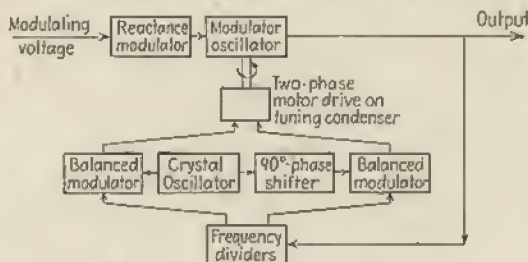 Modulating
voltage
Reactance
modulator
Modulator
oscillator
Output
Two-phase
motor drive on
tuning condenser
Balanced
modulator
Crystal
Oscillator
90°-phase
shifter
Balanced
modulator
Frequency
dividers